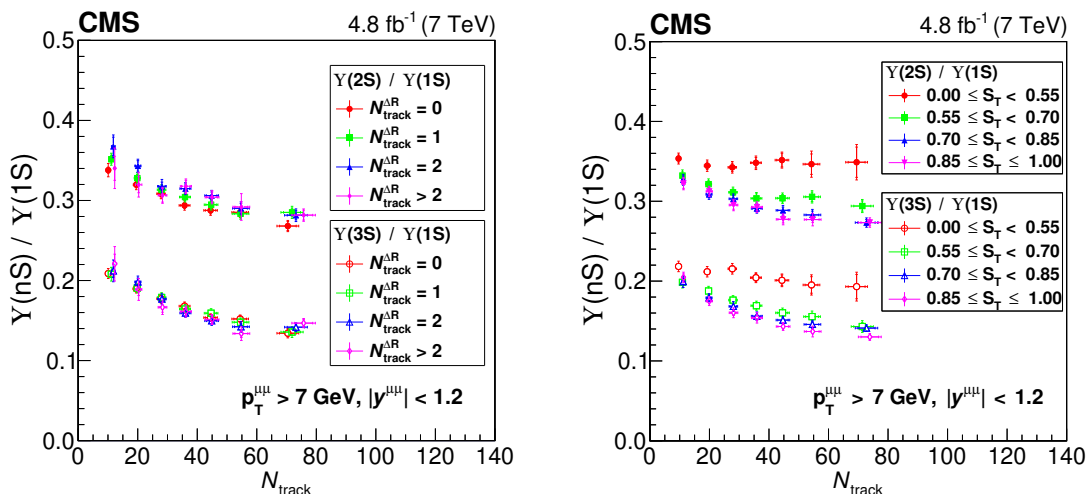 CMS
4.8 fb⁻¹ (7 TeV)
ϒ(nS) / ϒ(1S)
0.5
0.4
0.3
0.2
0.1
0.0
ϒ(2S) / ϒ(1S)
N_track^ΔR = 0
N_track^ΔR = 1
N_track^ΔR = 2
N_track^ΔR > 2
ϒ(3S) / ϒ(1S)
N_track^ΔR = 0
N_track^ΔR = 1
N_track^ΔR = 2
N_track^ΔR > 2
p_T^μμ > 7 GeV, |y^μμ| < 1.2
0 20 40 60 80 100 120 140
N_track
CMS
4.8 fb⁻¹ (7 TeV)
ϒ(nS) / ϒ(1S)
0.5
0.4
0.3
0.2
0.1
0.0
ϒ(2S) / ϒ(1S)
0.00 ≤ S_T < 0.55
0.55 ≤ S_T < 0.70
0.70 ≤ S_T < 0.85
0.85 ≤ S_T ≤ 1.00
ϒ(3S) / ϒ(1S)
0.00 ≤ S_T < 0.55
0.55 ≤ S_T < 0.70
0.70 ≤ S_T < 0.85
0.85 ≤ S_T ≤ 1.00
p_T^μμ > 7 GeV, |y^μμ| < 1.2
0 20 40 60 80 100 120 140
N_track